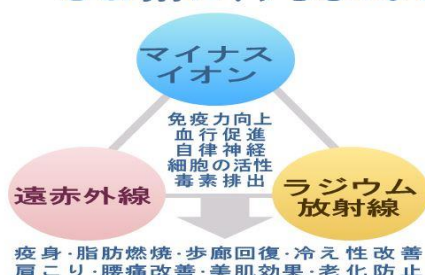 マイナス
イオン
免疫力向上
血行促進
自律神経
細胞の活性
毒素排出
遠赤外線
ラジウム
放射線
疫身・脂肪燃焼・歩廊回復・冷え性改善
肩こり・腰痛改善・美肌効果・老化防止